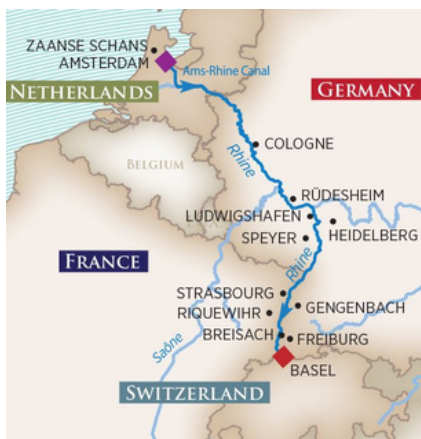 ZAANSE SCHANS
AMSTERDAM
Ams-Rhine Canal
NETHERLANDS
GERMANY
COLOGNE
BELGIUM
Rhine
RÜDESHEIM
LUDWIGSHAFEN
SPEYER
HEIDELBERG
FRANCE
Rhine
STRASBOURG
GENGENBACH
RIQUEWIHR
BREISACH
FREIBURG
Saône
BASEL
SWITZERLAND